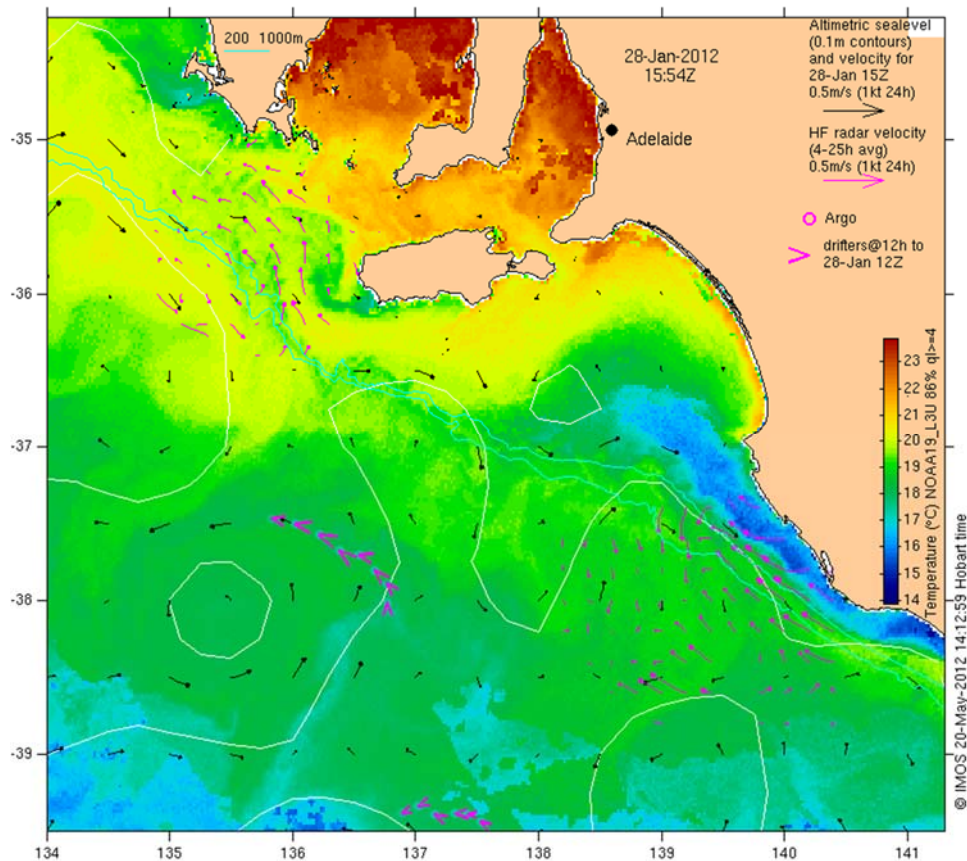 200 1000m
28-Jan-2012
15:54Z
Altimetric sealevel
(0.1m contours)
and velocity for
28-Jan 15Z
0.5m/s (1kt 24h)
HF radar velocity
(4-25h avg)
0.5m/s (1kt 24h)
Argo
drifters@12h to
28-Jan 12Z
Adelaide
-35
-36
-37
-38
-39
134
135
136
137
138
139
140
141
23
22
21
20
19
18
17
16
15
14
Temperature (°C) NOAA19_L3U 86% ql>=4
© IMOS 20-May-2012 14:12:59 Hobart time